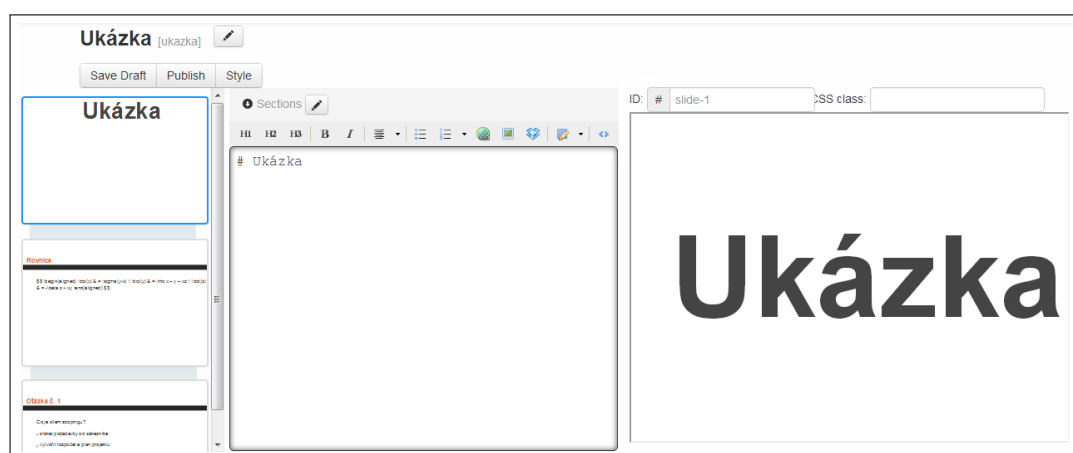 Ukázka [ukazka]
Save Draft Publish Style
Ukázka
Rovnice
Otázka č. 1
Sections
H1 H2 H3 B I
# Ukázka
ID: # slide-1 CSS class:
Ukázka